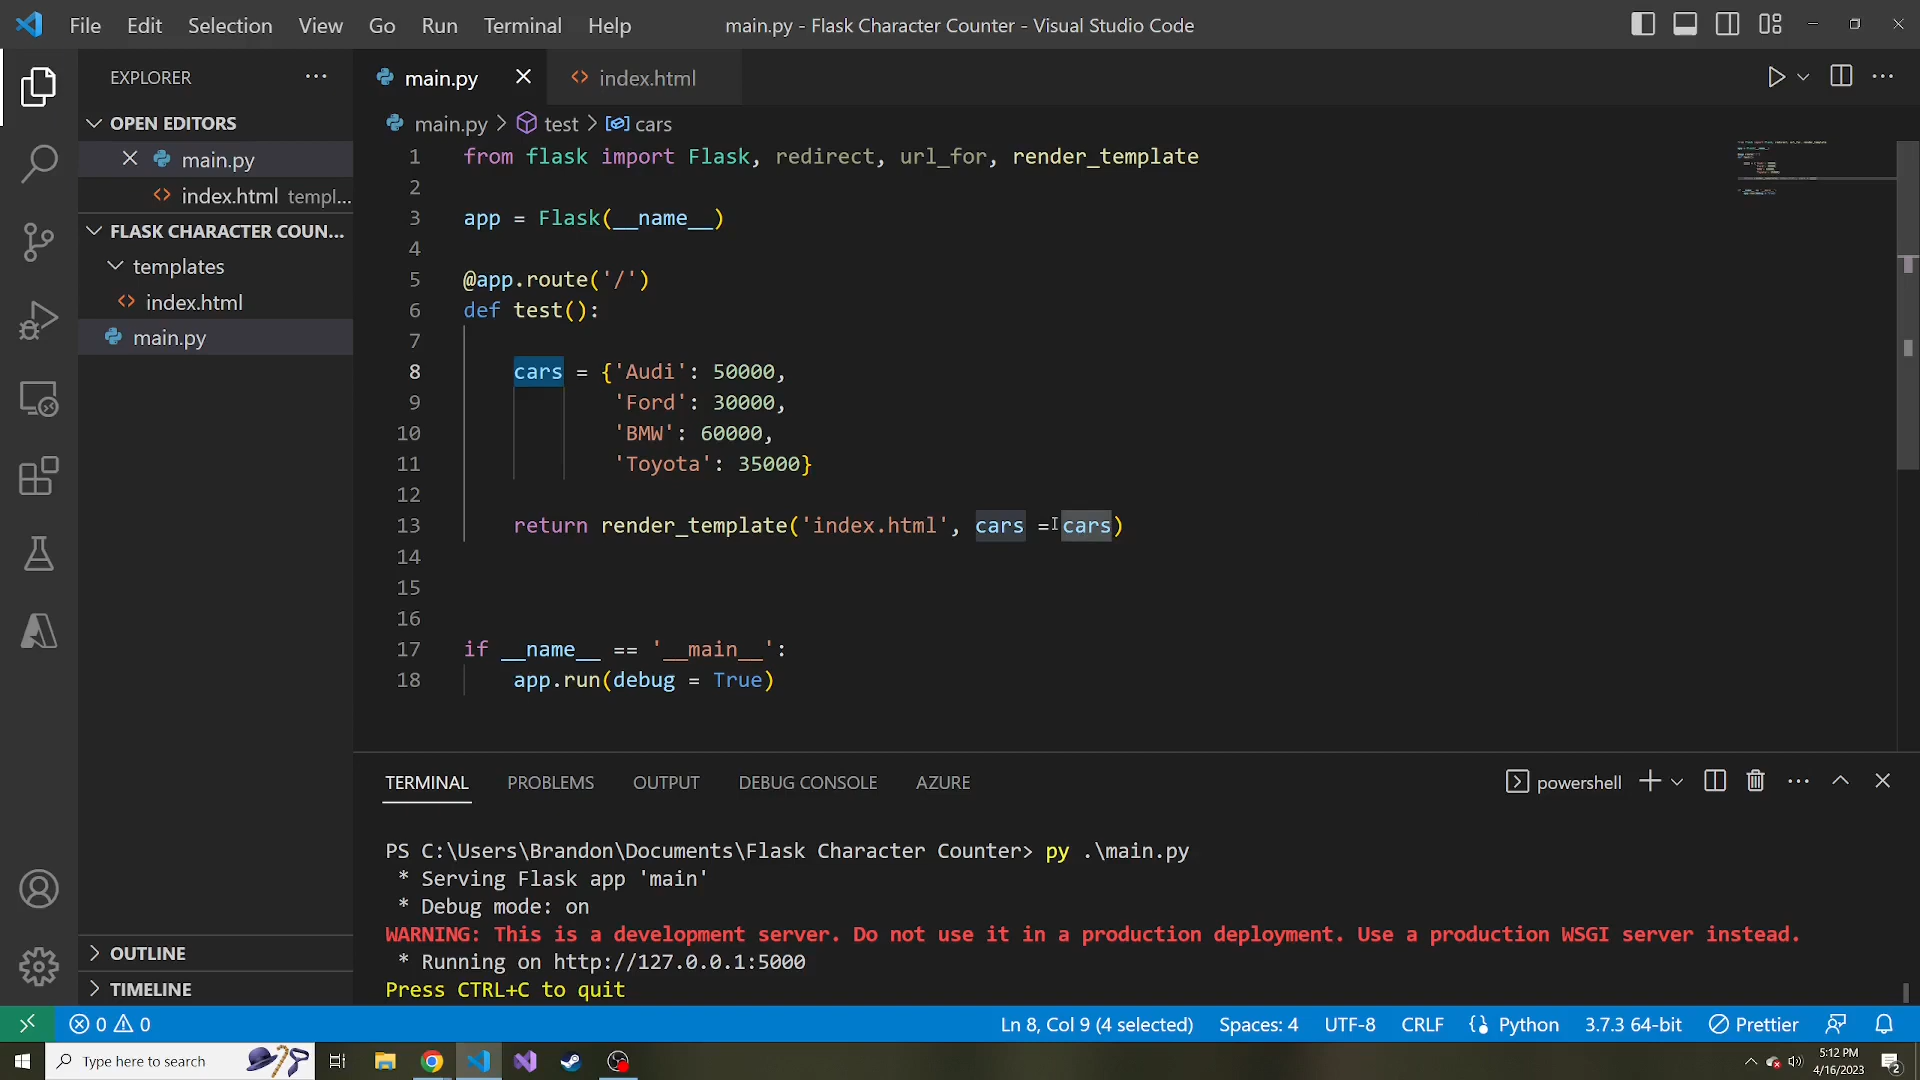 File Edit Selection View Go Run Terminal Help
main.py - Flask Character Counter - Visual Studio Code
EXPLORER
OPEN EDITORS
main.py
index.html templ...
FLASK CHARACTER COUN...
templates
index.html
main.py
OUTLINE
TIMELINE
main.py index.html
main.py > test > cars
1 from flask import Flask, redirect, url_for, render_template
2
3 app = Flask(__name__)
4
5 @app.route('/')
6 def test():
7
8 cars = {'Audi': 50000,
9 'Ford': 30000,
10 'BMW': 60000,
11 'Toyota': 35000}
12
13 return render_template('index.html', cars = cars)
14
15
16
17 if __name__ == '__main__':
18 app.run(debug = True)
TERMINAL PROBLEMS OUTPUT DEBUG CONSOLE AZURE
powershell
PS C:\Users\Brandon\Documents\Flask Character Counter> py .\main.py
* Serving Flask app 'main'
* Debug mode: on
WARNING: This is a development server. Do not use it in a production deployment. Use a production WSGI server instead.
* Running on http://127.0.0.1:5000
Press CTRL+C to quit
0 0
Ln 8, Col 9 (4 selected) Spaces: 4 UTF-8 CRLF Python 3.7.3 64-bit Prettier
Type here to search
5:12 PM
4/16/2023
2